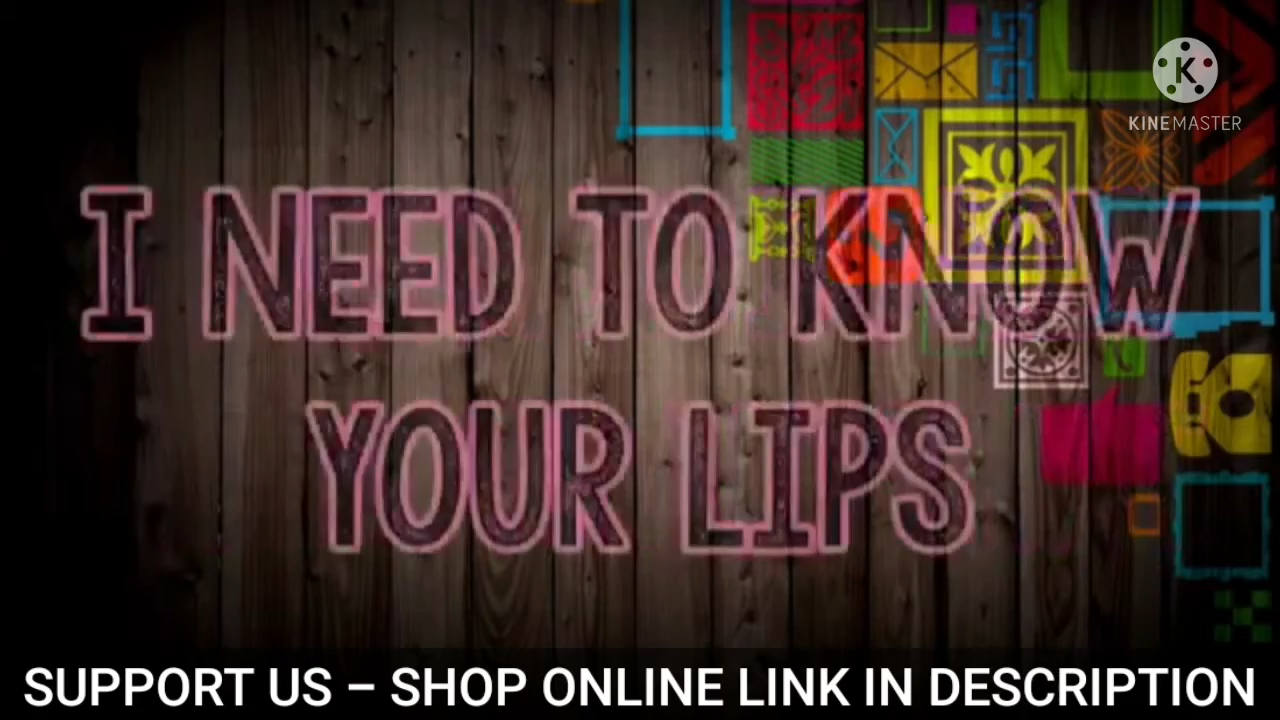 KINEMASTER
I NEED TO KNOW
YOUR LIPS
SUPPORT US – SHOP ONLINE LINK IN DESCRIPTION